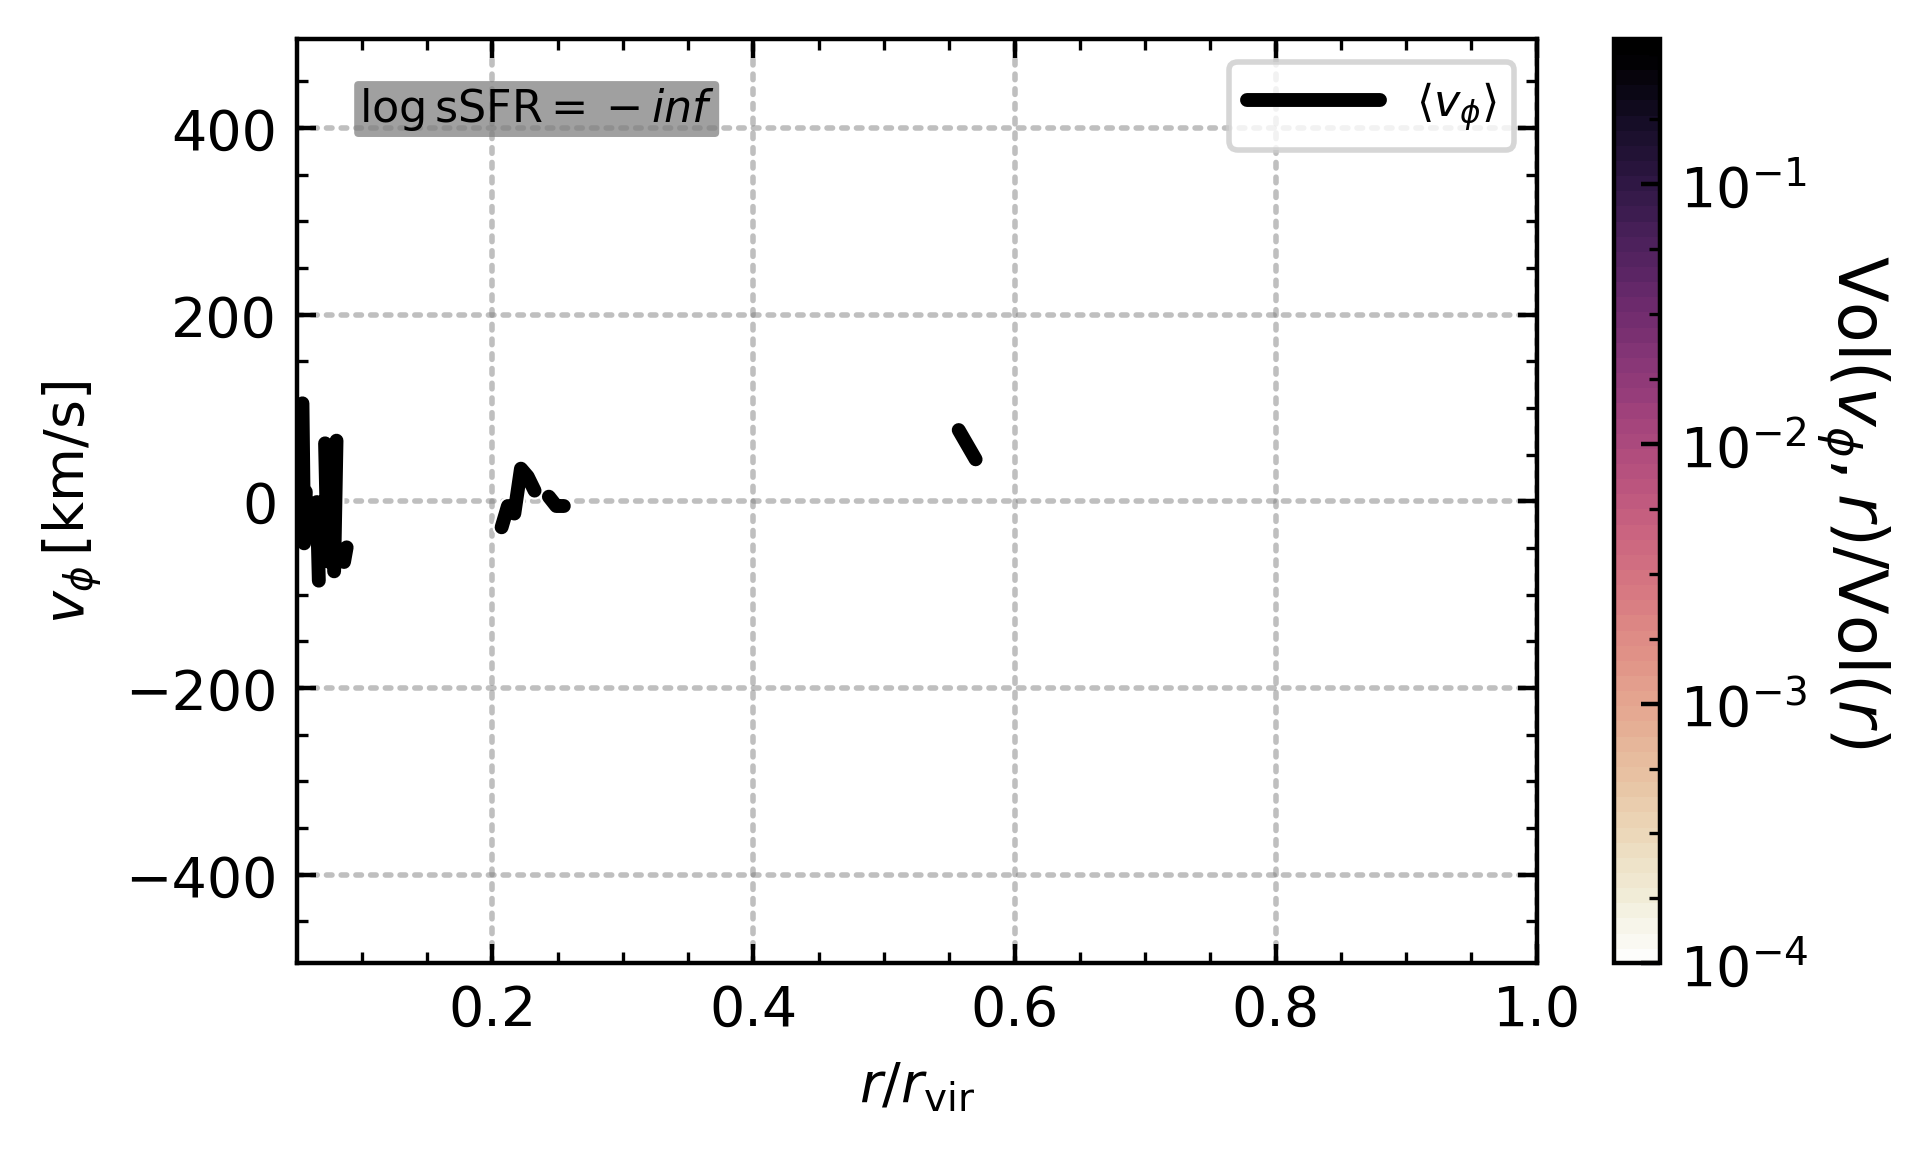 log sSFR = −inf
⟨v_ϕ⟩
400
200
0
−200
−400
v_ϕ [km/s]
0.2
0.4
0.6
0.8
1.0
r/r_vir
10^−1
10^−2
10^−3
10^−4
Vol(v_ϕ, r)/Vol(r)